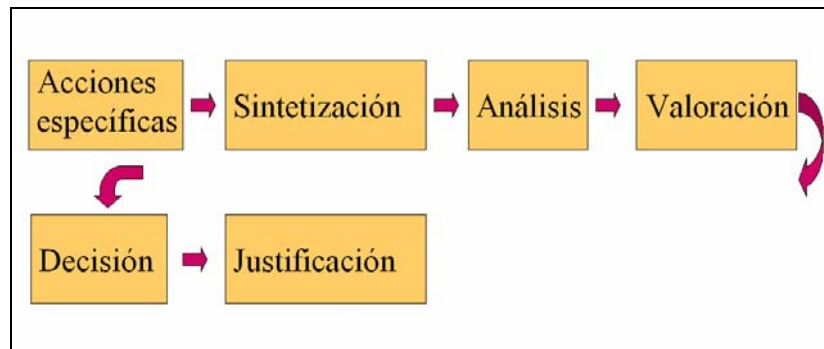 Acciones
específicas
Sintetización
Análisis
Valoración
Decisión
Justificación